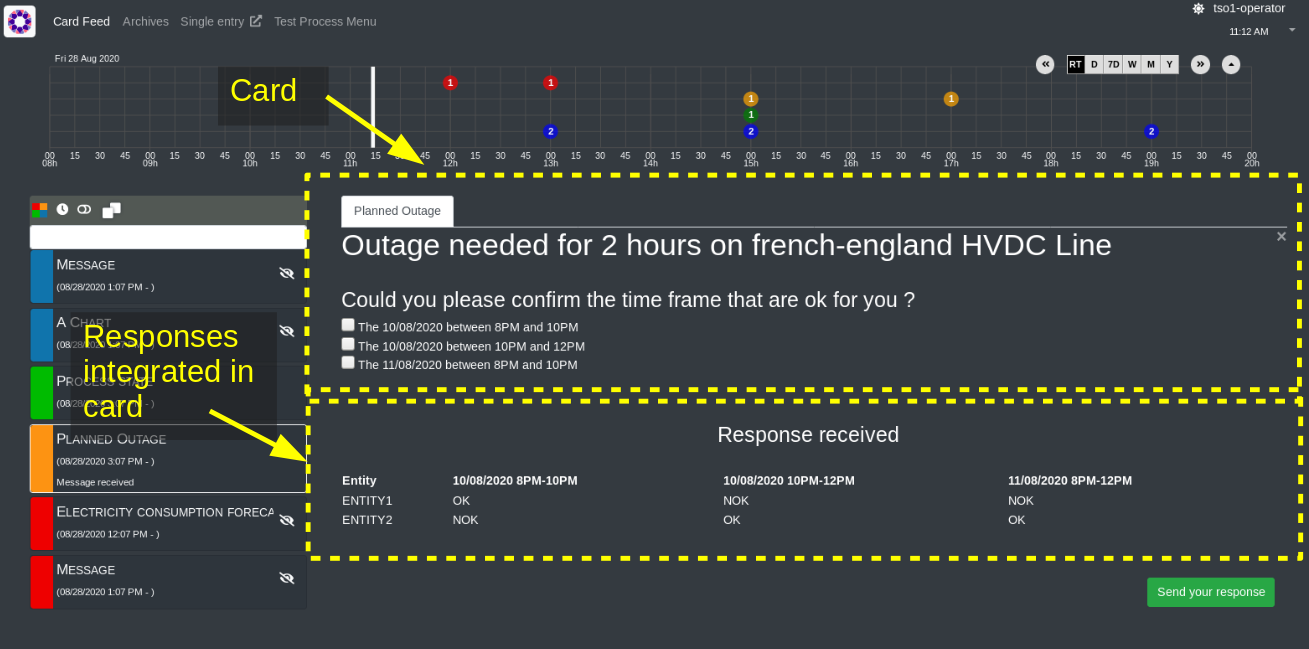 Card Feed Archives Single entry Test Process Menu
tso1-operator
11:12 AM
Fri 28 Aug 2020
RT D 7D W M Y
Card
1 1
1 1
1
2 2 2
00 15 30 45 00 15 30 45 00 15 30 45 00 15 30 45 00 15 30 45 00 15 30 45 00 15 30 45 00 15 30 45 00 15 30 45 00 15 30 45 00 15 30 45 00 15 30 45 00
08h 09h 10h 11h 12h 13h 14h 15h 16h 17h 18h 19h 20h
Message
(08/28/2020 1:07 PM - )
A Chart
Process state
Responses
integrated in
card
Planned Outage
(08/28/2020 3:07 PM - )
Message received
Electricity consumption foreca
(08/28/2020 12:07 PM - )
Message
(08/28/2020 1:07 PM - )
Planned Outage
×
Outage needed for 2 hours on french-england HVDC Line
Could you please confirm the time frame that are ok for you ?
The 10/08/2020 between 8PM and 10PM
The 10/08/2020 between 10PM and 12PM
The 11/08/2020 between 8PM and 10PM
Response received
Entity 10/08/2020 8PM-10PM 10/08/2020 10PM-12PM 11/08/2020 8PM-12PM
ENTITY1 OK NOK NOK
ENTITY2 NOK OK OK
Send your response